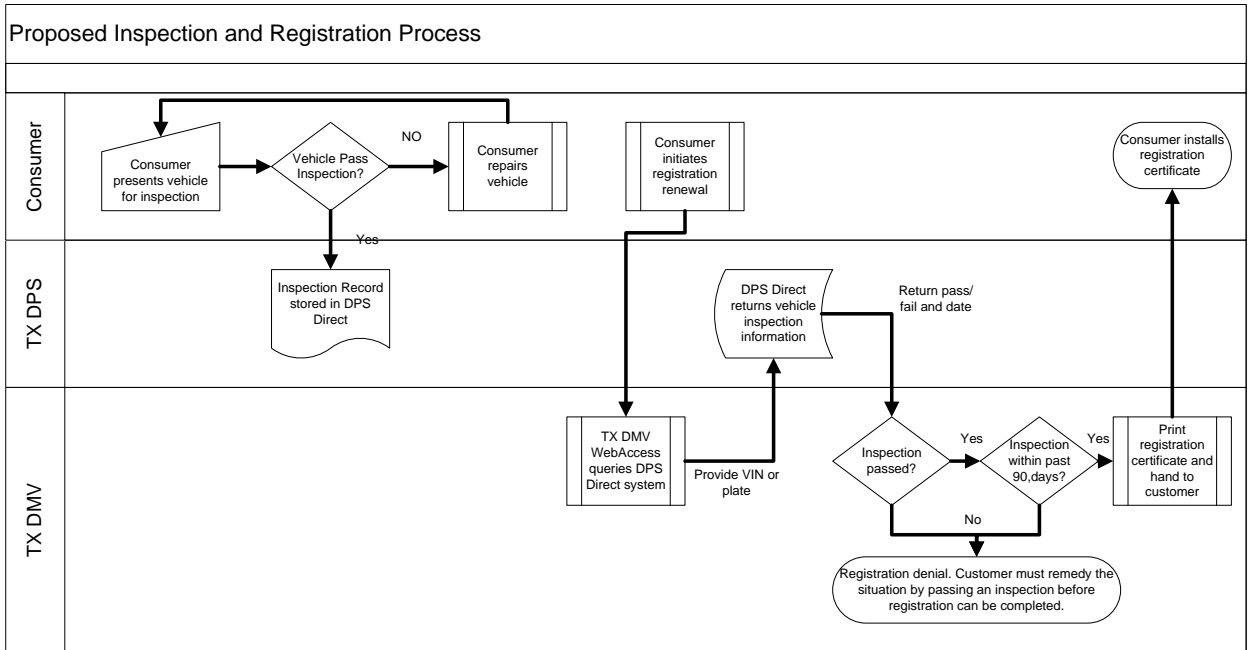 Proposed Inspection and Registration Process
Consumer
Consumer
presents vehicle
for inspection
Vehicle Pass
Inspection?
NO
Consumer
repairs
vehicle
Consumer
initiates
registration
renewal
Consumer installs
registration
certificate
Yes
TX DPS
Inspection Record
stored in DPS
Direct
DPS Direct
returns vehicle
inspection
information
Return pass/
fail and date
TX DMV
TX DMV
WebAccess
queries DPS
Direct system
Provide VIN or
plate
Inspection
passed?
Yes
Inspection
within past
90,days?
Yes
Print
registration
certificate and
hand to
customer
No
Registration denial. Customer must remedy the
situation by passing an inspection before
registration can be completed.